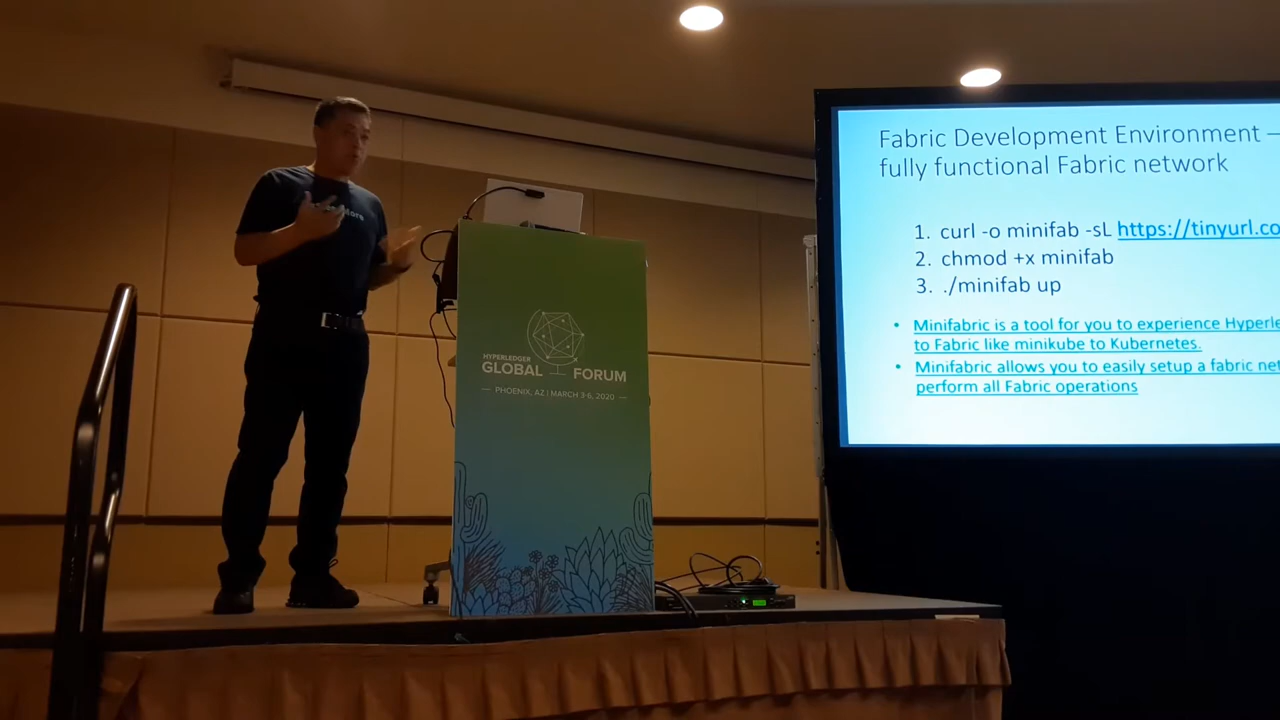 Fabric Development Environment –
fully functional Fabric network
1. curl -o minifab -sL https://tinyurl.co
2. chmod +x minifab
3. ./minifab up
• Minifabric is a tool for you to experience Hyperle
to Fabric like minikube to Kubernetes.
• Minifabric allows you to easily setup a fabric net
perform all Fabric operations
HYPERLEDGER
GLOBAL FORUM
— PHOENIX, AZ | MARCH 3-6, 2020 —